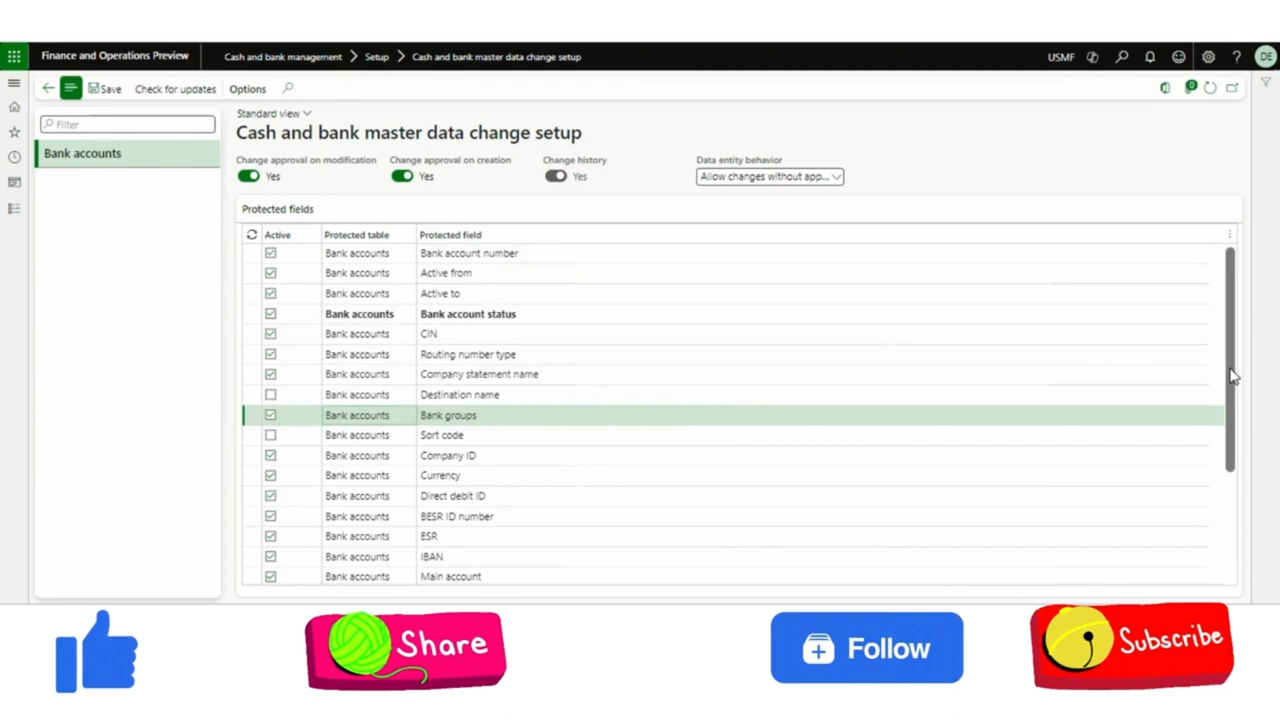 Finance and Operations Preview
Cash and bank management > Setup > Cash and bank master data change setup
USMF
DE
Save Check for updates Options
0
Filter
Bank accounts
Standard view
Cash and bank master data change setup
Change approval on modification Change approval on creation Change history Data entity behavior
Yes Yes Yes Allow changes without app...
Protected fields
Active Protected table Protected field
Bank accounts Bank account number
Bank accounts Active from
Bank accounts Active to
Bank accounts Bank account status
Bank accounts CIN
Bank accounts Routing number type
Bank accounts Company statement name
Bank accounts Destination name
Bank accounts Bank groups
Bank accounts Sort code
Bank accounts Company ID
Bank accounts Currency
Bank accounts Direct debit ID
Bank accounts BESR ID number
Bank accounts ESR
Bank accounts IBAN
Bank accounts Main account
Share
Follow
Subscribe